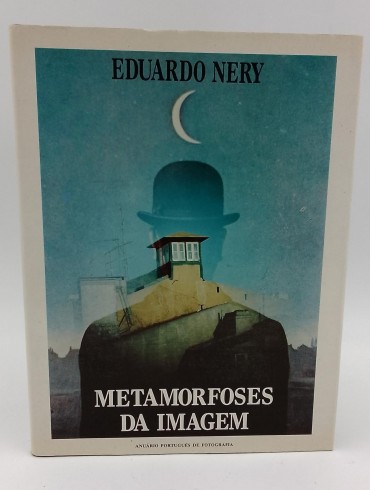 EDUARDO NERY
METAMORFOSES
DA IMAGEM
ANUÁRIO PORTUGUÊS DE FOTOGRAFIA